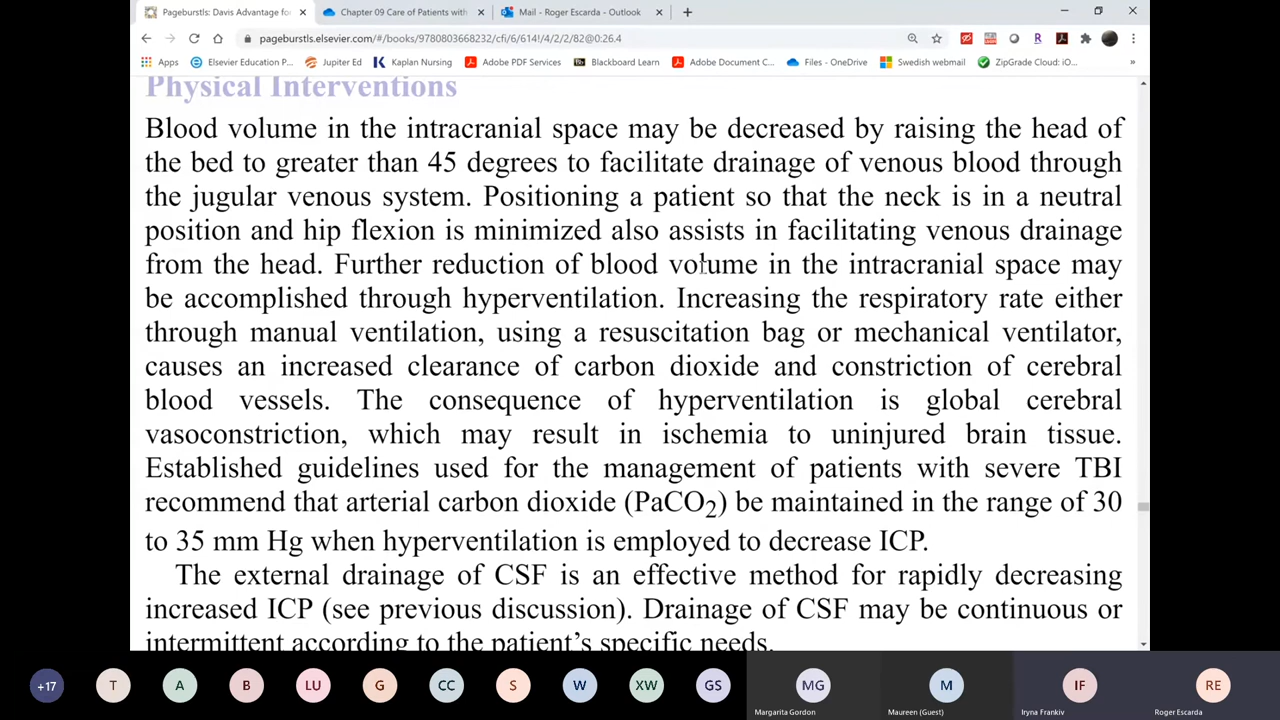 Pageburstls: Davis Advantage for
Chapter 09 Care of Patients with
Mail - Roger Escarda - Outlook
pageburstls.elsevier.com/#/books/9780803668232/cfi/6/614!/4/2/2/82@0:26.4
Apps
Elsevier Education P...
Jupiter Ed
Kaplan Nursing
Adobe PDF Services
Blackboard Learn
Adobe Document C...
Files - OneDrive
Swedish webmail
ZipGrade Cloud: iO...
Physical Interventions
Blood volume in the intracranial space may be decreased by raising the head of
the bed to greater than 45 degrees to facilitate drainage of venous blood through
the jugular venous system. Positioning a patient so that the neck is in a neutral
position and hip flexion is minimized also assists in facilitating venous drainage
from the head. Further reduction of blood volume in the intracranial space may
be accomplished through hyperventilation. Increasing the respiratory rate either
through manual ventilation, using a resuscitation bag or mechanical ventilator,
causes an increased clearance of carbon dioxide and constriction of cerebral
blood vessels. The consequence of hyperventilation is global cerebral
vasoconstriction, which may result in ischemia to uninjured brain tissue.
Established guidelines used for the management of patients with severe TBI
recommend that arterial carbon dioxide (PaCO2) be maintained in the range of 30
to 35 mm Hg when hyperventilation is employed to decrease ICP.
The external drainage of CSF is an effective method for rapidly decreasing
increased ICP (see previous discussion). Drainage of CSF may be continuous or
intermittent according to the patient's specific needs.
+17
T
A
B
LU
G
CC
S
W
XW
GS
MG
M
IF
RE
Margarita Gordon
Maureen (Guest)
Iryna Frankiv
Roger Escarda